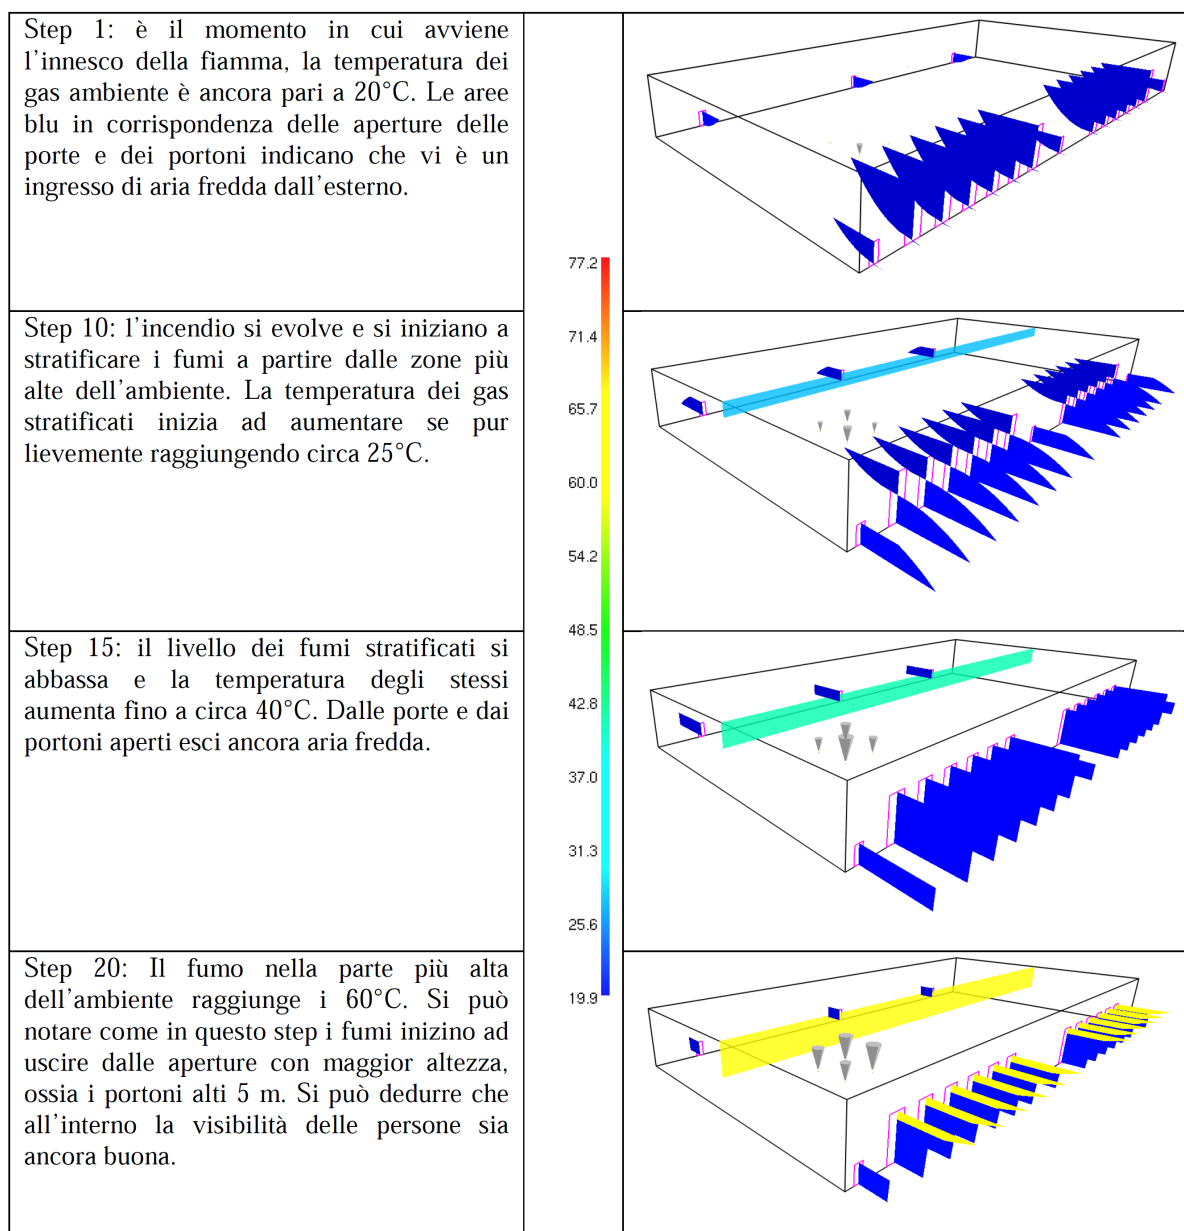 Step 1: è il momento in cui avviene
l'innesco della fiamma, la temperatura dei
gas ambiente è ancora pari a 20°C. Le aree
blu in corrispondenza delle aperture delle
porte e dei portoni indicano che vi è un
ingresso di aria fredda dall'esterno.
Step 10: l'incendio si evolve e si iniziano a
stratificare i fumi a partire dalle zone più
alte dell'ambiente. La temperatura dei gas
stratificati inizia ad aumentare se pur
lievemente raggiungendo circa 25°C.
Step 15: il livello dei fumi stratificati si
abbassa e la temperatura degli stessi
aumenta fino a circa 40°C. Dalle porte e dai
portoni aperti esci ancora aria fredda.
Step 20: Il fumo nella parte più alta
dell'ambiente raggiunge i 60°C. Si può
notare come in questo step i fumi inizino ad
uscire dalle aperture con maggior altezza,
ossia i portoni alti 5 m. Si può dedurre che
all'interno la visibilità delle persone sia
ancora buona.
77.2
71.4
65.7
60.0
54.2
48.5
42.8
37.0
31.3
25.6
19.9